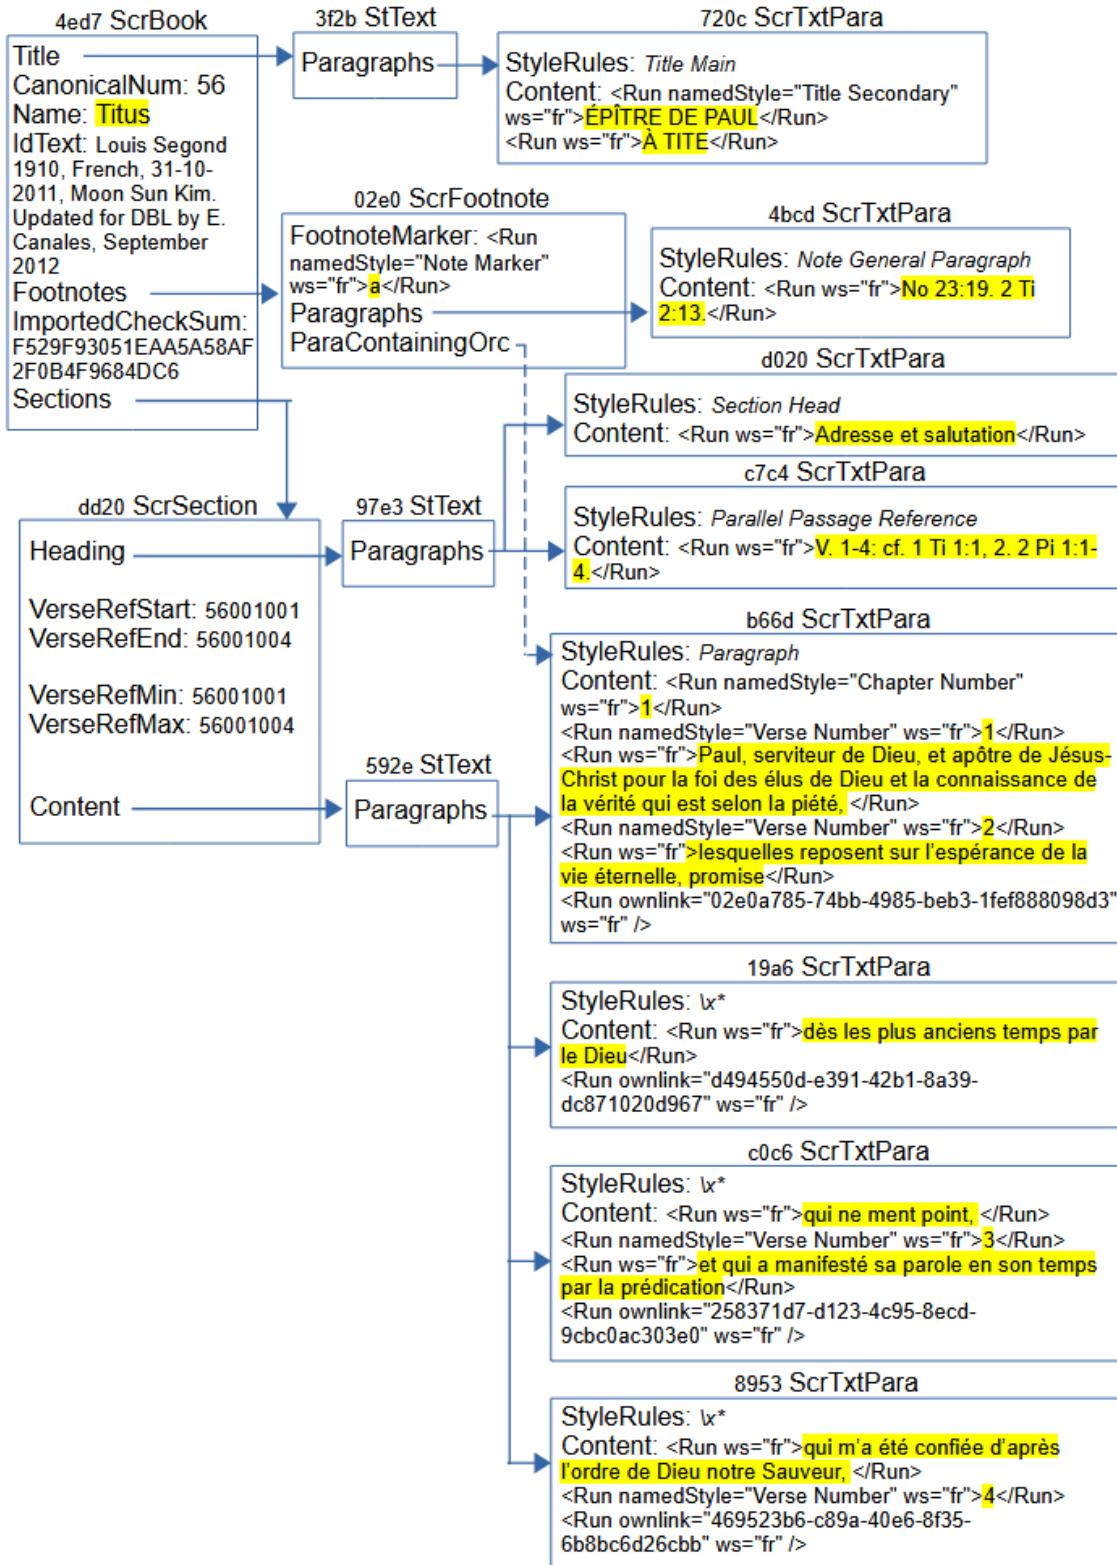 4ed7 ScrBook
Title
CanonicalNum: 56
Name: Titus
IdText: Louis Segond
1910, French, 31-10-
2011, Moon Sun Kim.
Updated for DBL by E.
Canales, September
2012
Footnotes
ImportedCheckSum:
F529F93051EAA5A58AF
2F0B4F9684DC6
Sections
3f2b StText
Paragraphs
720c ScrTxtPara
StyleRules: Title Main
Content: <Run namedStyle="Title Secondary"
ws="fr">ÉPÎTRE DE PAUL</Run>
<Run ws="fr">À TITE</Run>
02e0 ScrFootnote
FootnoteMarker: <Run
namedStyle="Note Marker"
ws="fr">a</Run>
Paragraphs
ParaContainingOrc
4bcd ScrTxtPara
StyleRules: Note General Paragraph
Content: <Run ws="fr">No 23:19. 2 Ti
2:13.</Run>
d020 ScrTxtPara
StyleRules: Section Head
Content: <Run ws="fr">Adresse et salutation</Run>
c7c4 ScrTxtPara
StyleRules: Parallel Passage Reference
Content: <Run ws="fr">V. 1-4: cf. 1 Ti 1:1, 2. 2 Pi 1:1-
4.</Run>
dd20 ScrSection
Heading
VerseRefStart: 56001001
VerseRefEnd: 56001004
VerseRefMin: 56001001
VerseRefMax: 56001004
Content
97e3 StText
Paragraphs
592e StText
Paragraphs
b66d ScrTxtPara
StyleRules: Paragraph
Content: <Run namedStyle="Chapter Number"
ws="fr">1</Run>
<Run namedStyle="Verse Number" ws="fr">1</Run>
<Run ws="fr">Paul, serviteur de Dieu, et apôtre de Jésus-
Christ pour la foi des élus de Dieu et la connaissance de
la vérité qui est selon la piété, </Run>
<Run namedStyle="Verse Number" ws="fr">2</Run>
<Run ws="fr">lesquelles reposent sur l’espérance de la
vie éternelle, promise</Run>
<Run ownlink="02e0a785-74bb-4985-beb3-1fef888098d3"
ws="fr" />
19a6 ScrTxtPara
StyleRules: \x*
Content: <Run ws="fr">dès les plus anciens temps par
le Dieu</Run>
<Run ownlink="d494550d-e391-42b1-8a39-
dc871020d967" ws="fr" />
c0c6 ScrTxtPara
StyleRules: \x*
Content: <Run ws="fr">qui ne ment point, </Run>
<Run namedStyle="Verse Number" ws="fr">3</Run>
<Run ws="fr">et qui a manifesté sa parole en son temps
par la prédication</Run>
<Run ownlink="258371d7-d123-4c95-8ecd-
9cbc0ac303e0" ws="fr" />
8953 ScrTxtPara
StyleRules: \x*
Content: <Run ws="fr">qui m’a été confiée d’après
l’ordre de Dieu notre Sauveur, </Run>
<Run namedStyle="Verse Number" ws="fr">4</Run>
<Run ownlink="469523b6-c89a-40e6-8f35-
6b8bc6d26cbb" ws="fr" />